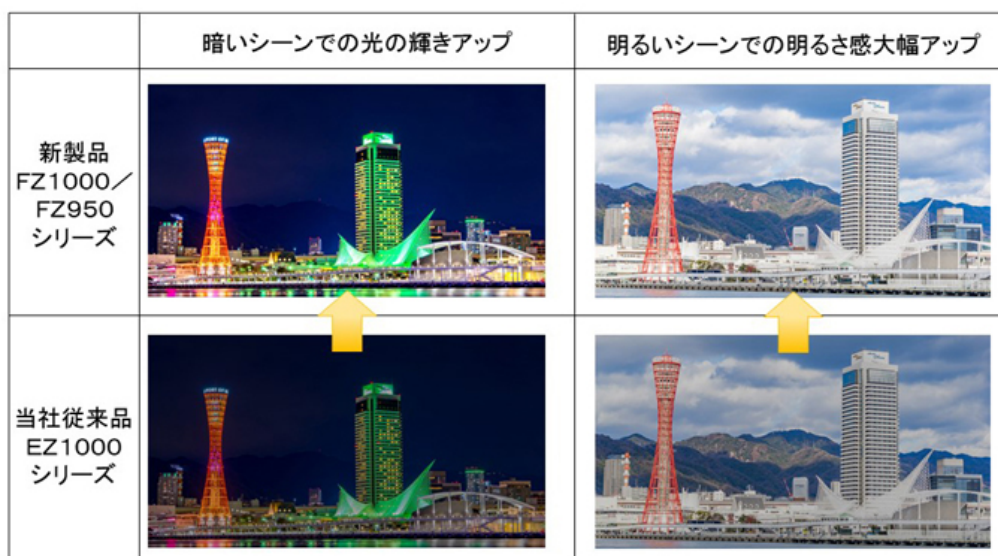 暗いシーンでの光の輝きアップ
明るいシーンでの明るさ感大幅アップ
新製品
FZ1000／
FZ950
シリーズ
当社従来品
EZ1000
シリーズ